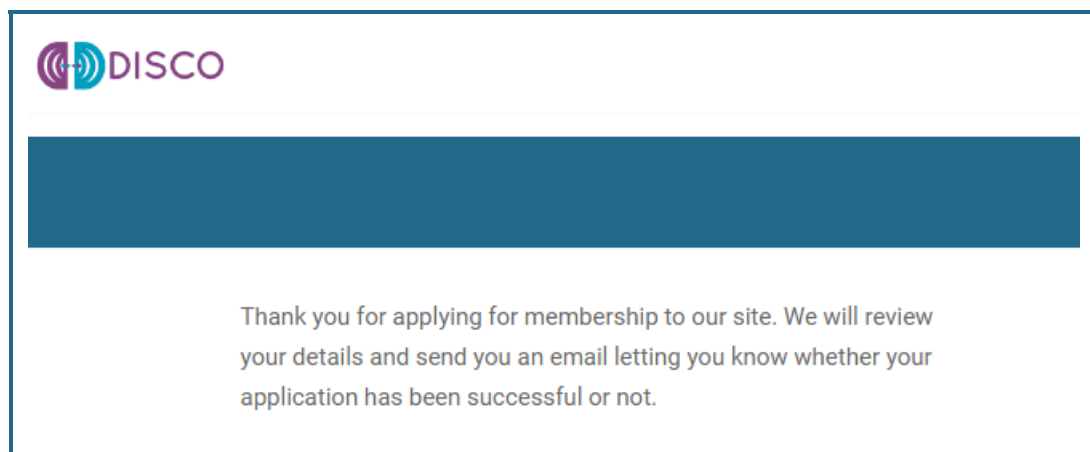 DISCO
Thank you for applying for membership to our site. We will review
your details and send you an email letting you know whether your
application has been successful or not.